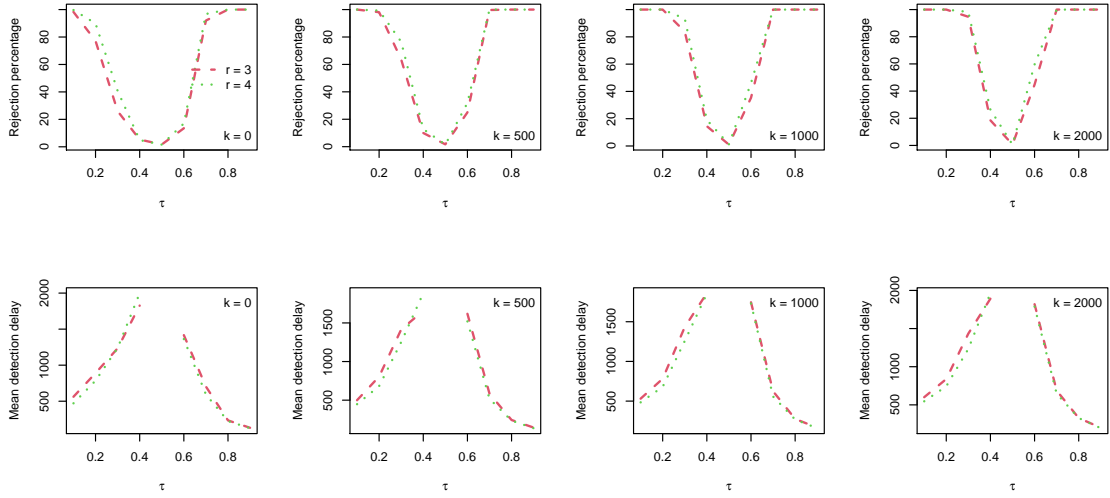 Rejection percentage
0 20 40 60 80
0.2 0.4 0.6 0.8
τ
r = 3
r = 4
k = 0
Rejection percentage
0 20 40 60 80
0.2 0.4 0.6 0.8
τ
k = 500
Rejection percentage
0 20 40 60 80
0.2 0.4 0.6 0.8
τ
k = 1000
Rejection percentage
0 20 40 60 80
0.2 0.4 0.6 0.8
τ
k = 2000
Mean detection delay
500 1000 2000
0.2 0.4 0.6 0.8
τ
k = 0
Mean detection delay
500 1000 1500
0.2 0.4 0.6 0.8
τ
k = 500
Mean detection delay
500 1000 1500
0.2 0.4 0.6 0.8
τ
k = 1000
Mean detection delay
500 1000 2000
0.2 0.4 0.6 0.8
τ
k = 2000